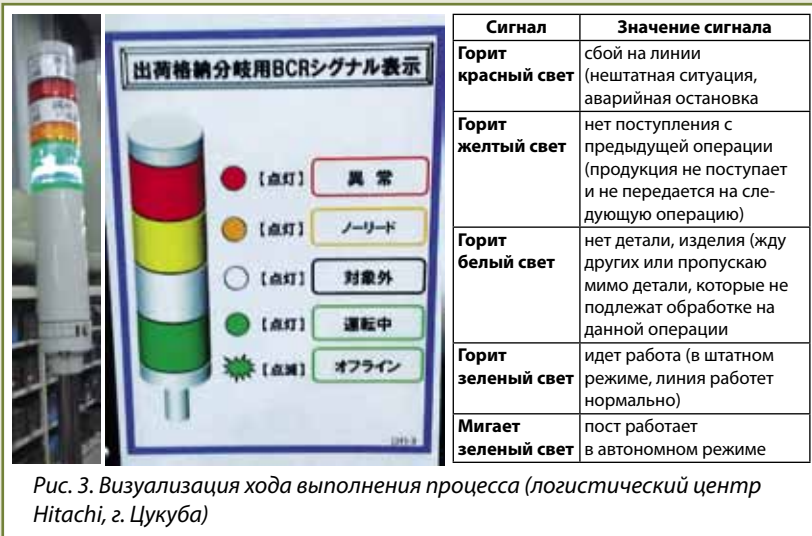 出荷格納分岐用BCRシグナル表示
【点灯】 異常
【点灯】 ノーリード
【点灯】 対象外
【点灯】 運転中
【点滅】 オフライン
Сигнал Значение сигнала
Горит сбой на линии
красный свет (нештатная ситуация,
аварийная остановка
Горит нет поступления с
желтый свет предыдущей операции
(продукция не поступает
и не передается на сле-
дующую операцию)
Горит нет детали, изделия (жду
белый свет других или пропускаю
мимо детали, которые не
подлежат обработке на
данной операции
Горит идет работа (в штатном
зеленый свет режиме, линия работет
нормально)
Мигает пост работает
зеленый свет в автономном режиме
Рис. 3. Визуализация хода выполнения процесса (логистический центр
Hitachi, г. Цукуба)